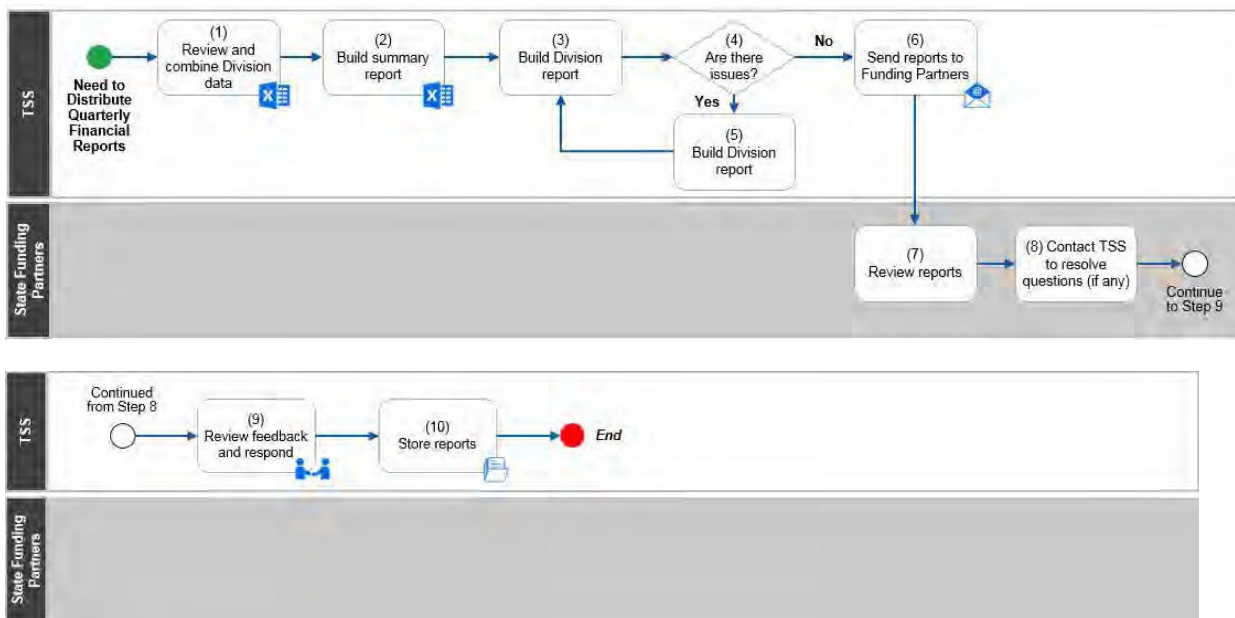 TSS
Need to
Distribute
Quarterly
Financial
Reports
(1)
Review and
combine Division
data
(2)
Build summary
report
(3)
Build Division
report
(4)
Are there
issues?
No
Yes
(5)
Build Division
report
(6)
Send reports to
Funding Partners
State Funding
Partners
(7)
Review reports
(8) Contact TSS
to resolve
questions (if any)
Continue
to Step 9
TSS
Continued
from Step 8
(9)
Review feedback
and respond
(10)
Store reports
End
State Funding
Partners